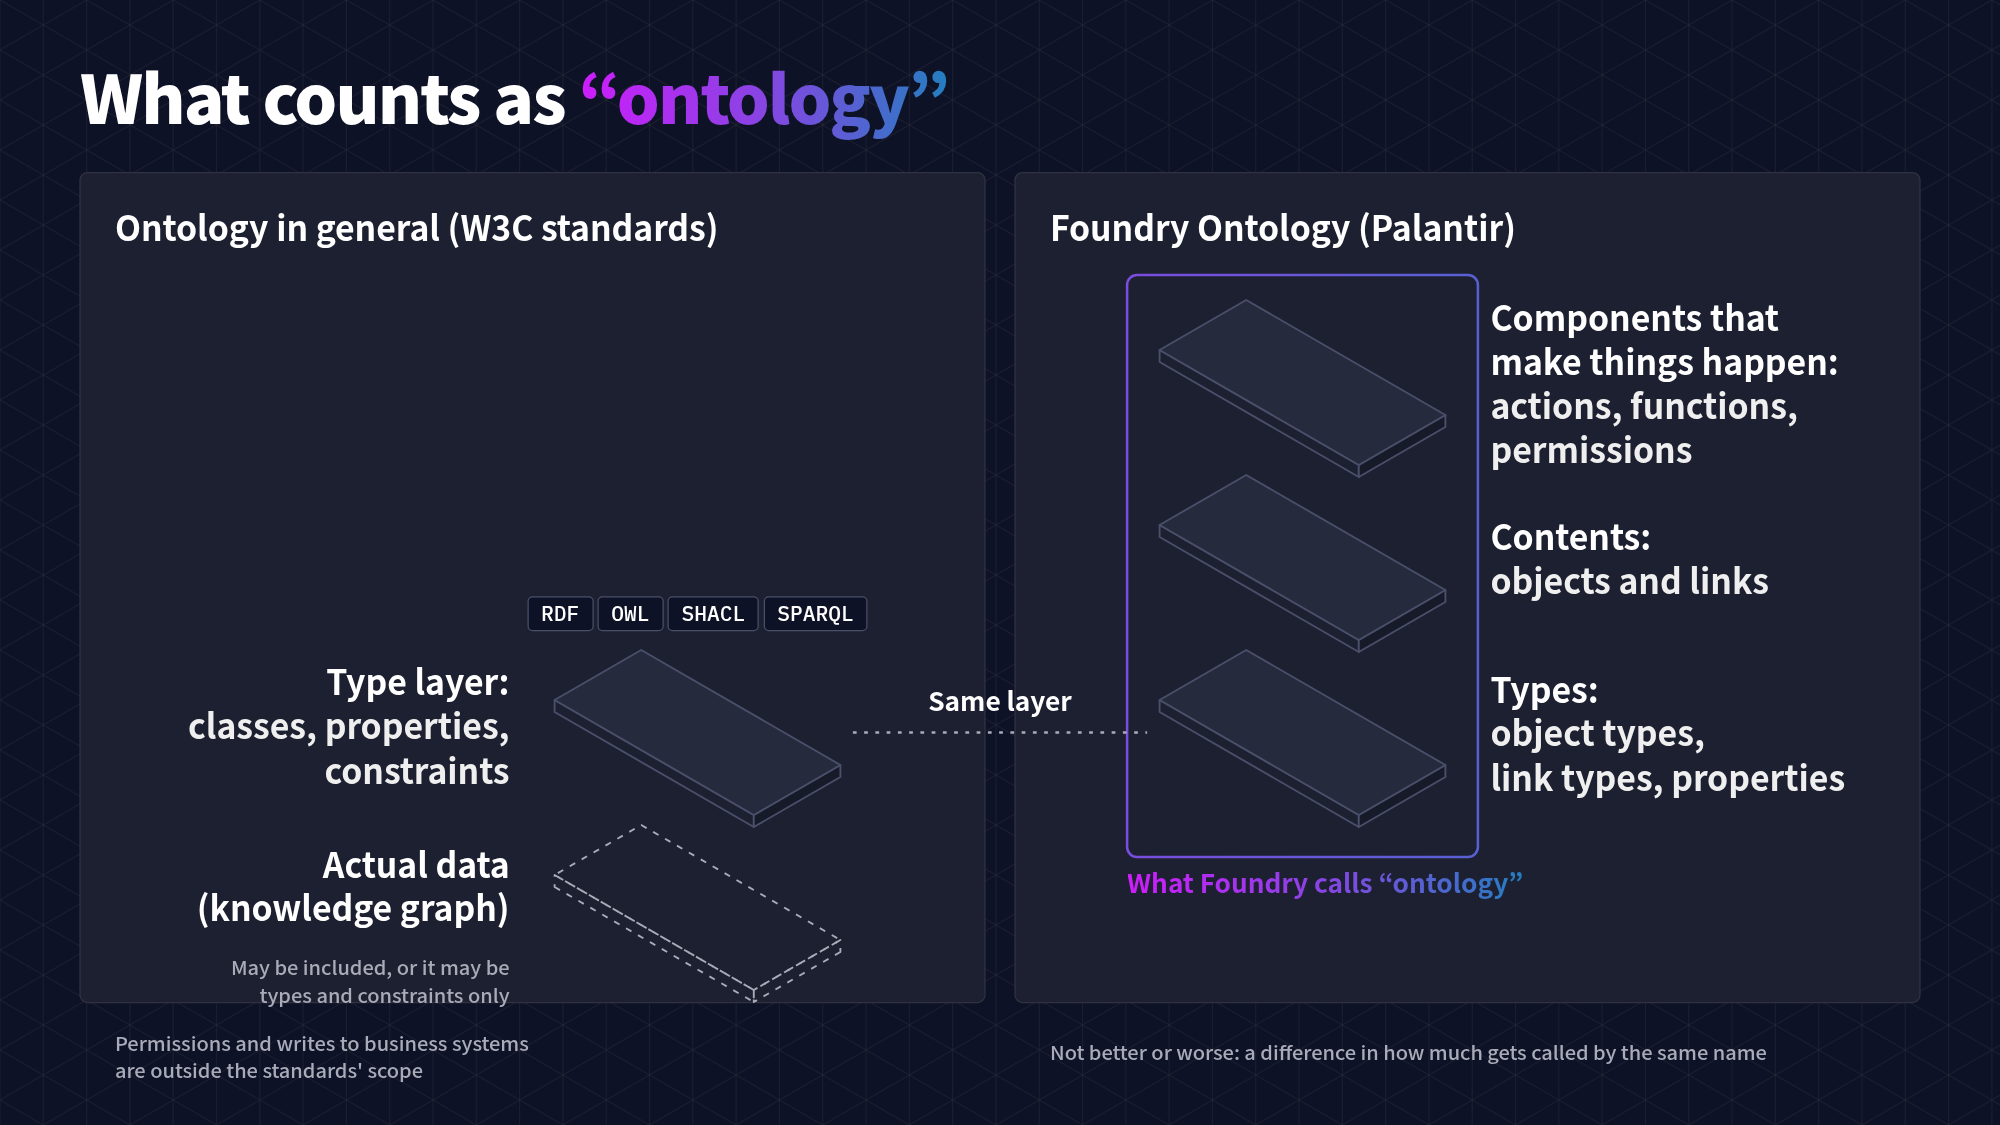 What counts as “ontology”
Ontology in general (W3C standards)
RDF OWL SHACL SPARQL
Type layer:
classes, properties,
constraints
Actual data
(knowledge graph)
May be included, or it may be
types and constraints only
Permissions and writes to business systems
are outside the standards' scope
Same layer
Foundry Ontology (Palantir)
Components that
make things happen:
actions, functions,
permissions
Contents:
objects and links
Types:
object types,
link types, properties
What Foundry calls “ontology”
Not better or worse: a difference in how much gets called by the same name